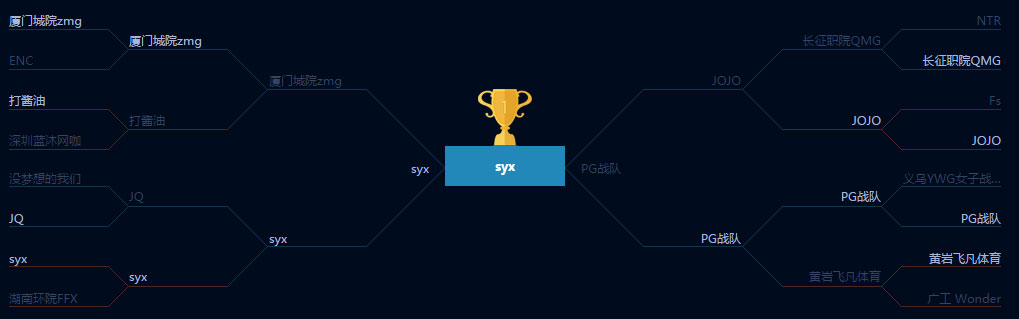 厦门城院zmg
ENC
打酱油
深圳蓝沐网咖
没梦想的我们
JQ
syx
湖南环院FFX
厦门城院zmg
打酱油
JQ
syx
厦门城院zmg
syx
syx
1
syx
PG战队
JOJO
PG战队
长征职院QMG
JOJO
PG战队
黄岩飞凡体育
NTR
长征职院QMG
Fs
JOJO
义乌YWG女子战...
PG战队
黄岩飞凡体育
广工 Wonder